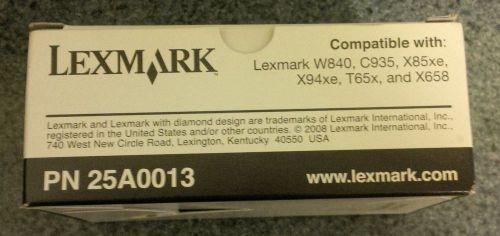 LEXMARK
Compatible with:
Lexmark W840, C935, X85xe,
X94xe, T65x, and X658
Lexmark and Lexmark with diamond design are trademarks of Lexmark International, Inc.,
registered in the United States and/or other countries. © 2008 Lexmark International, Inc.,
740 West New Circle Road, Lexington, Kentucky 40550 USA
PN 25A0013
www.lexmark.com